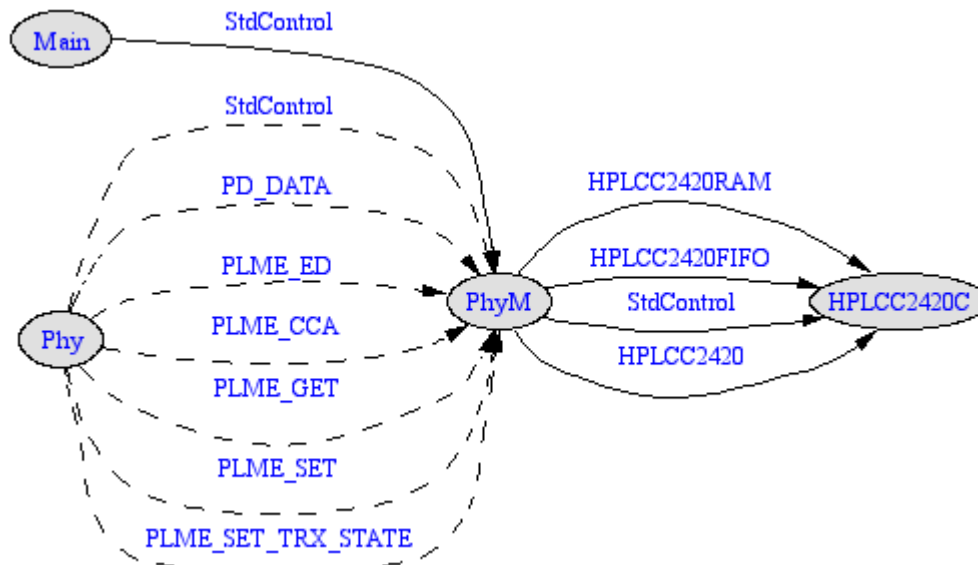 StdControl
Main
StdControl
PD_DATA
HPLCC2420RAM
PLME_ED
HPLCC2420FIFO
PhyM
StdControl
HPLCC2420C
PLME_CCA
Phy
HPLCC2420
PLME_GET
PLME_SET
PLME_SET_TRX_STATE